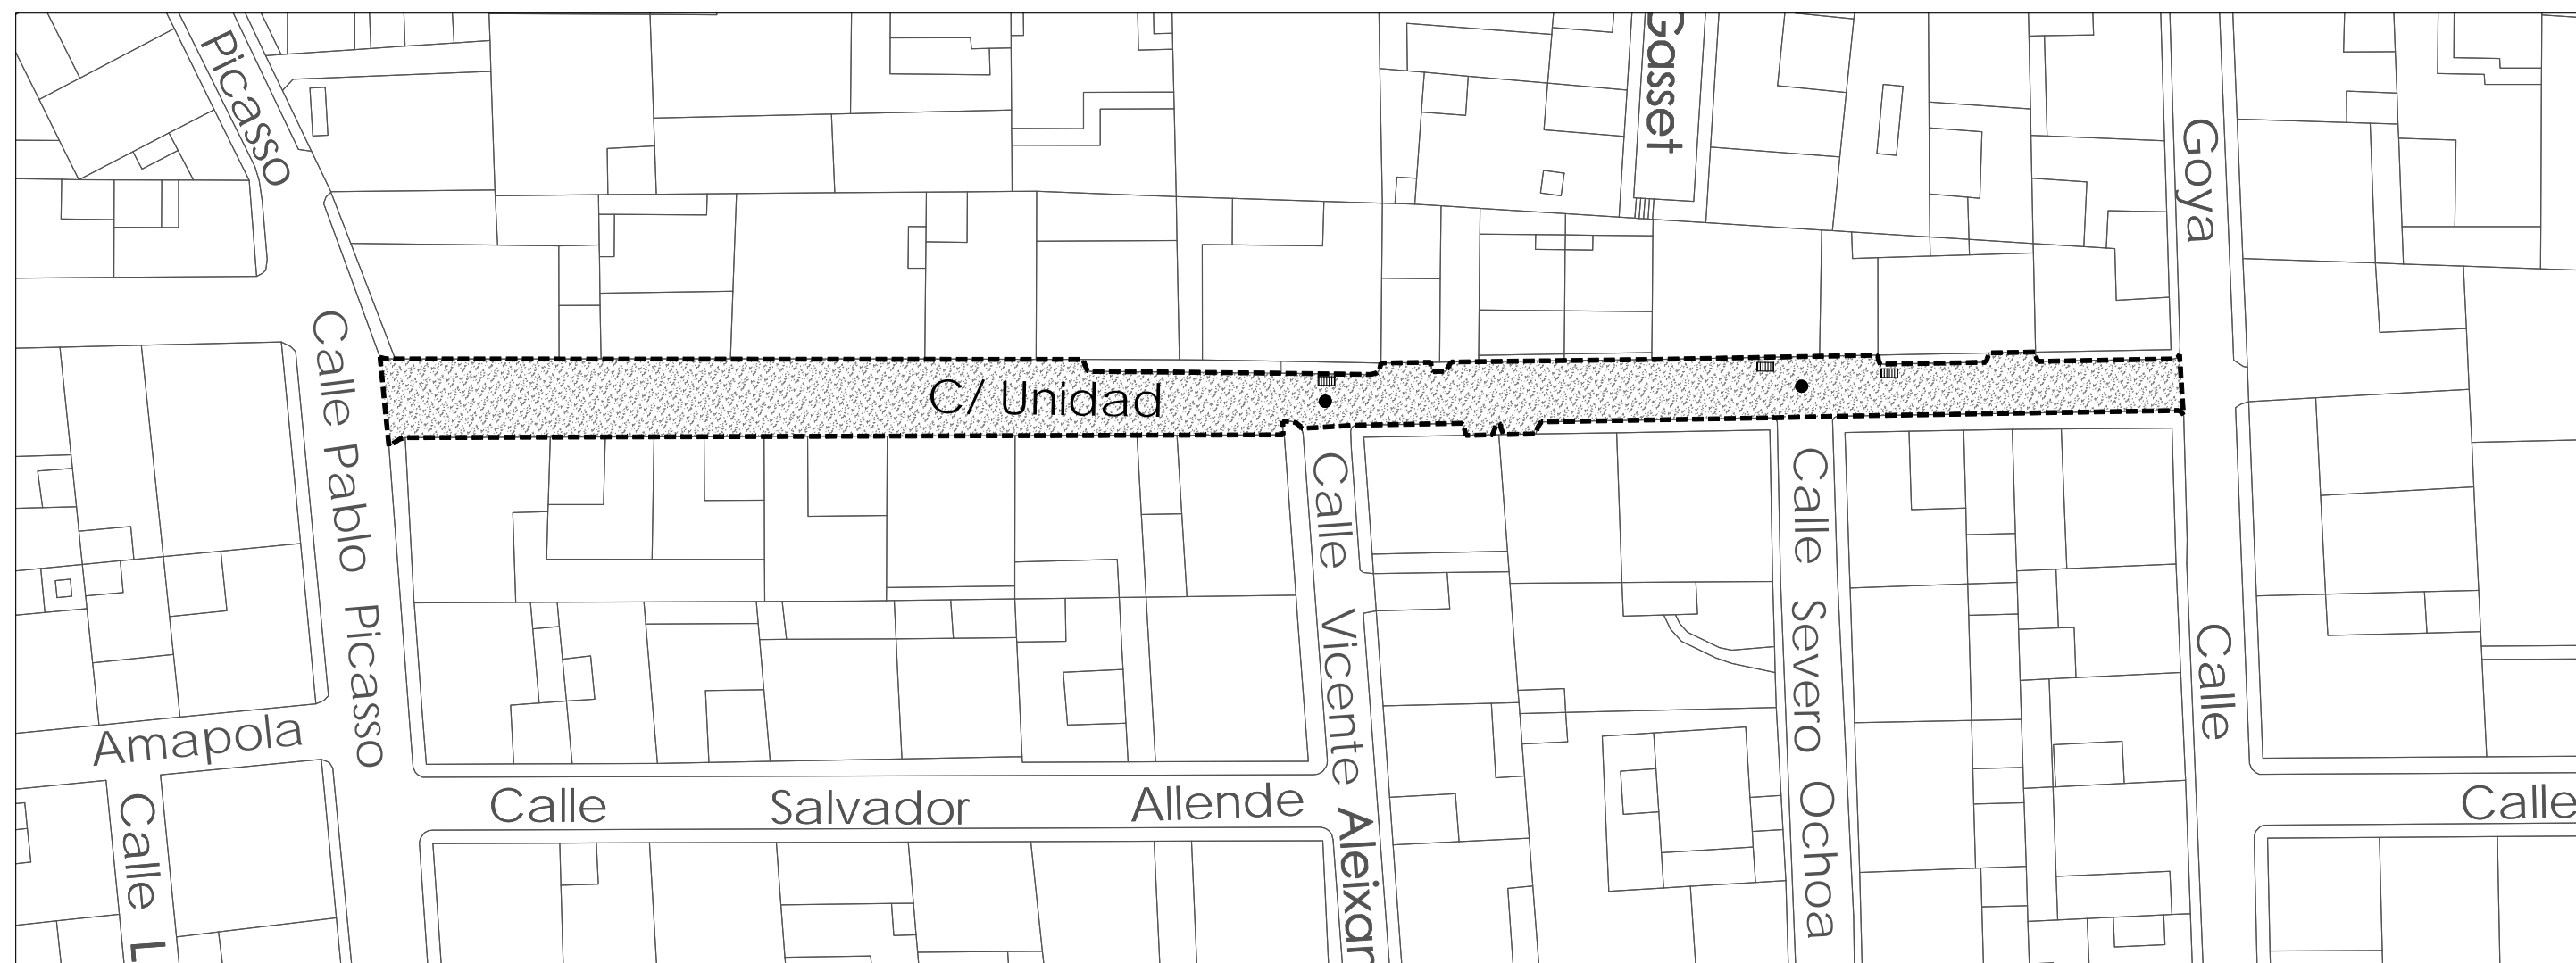 Picasso
Gasset
Goya
Calle Pablo Picasso
C/ Unidad
Calle Vicente Aleixan
Calle Severo Ochoa
Calle
Amapola
Calle L
Calle Salvador Allende
Calle